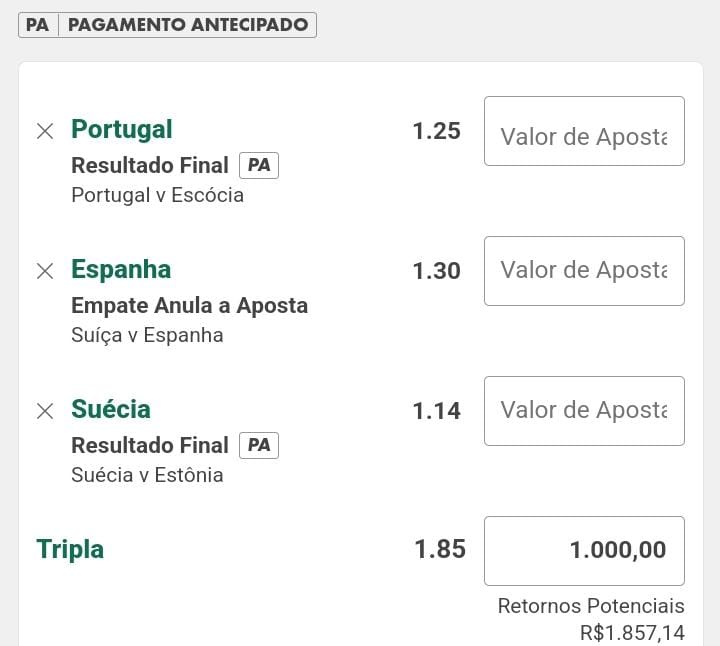 PA | PAGAMENTO ANTECIPADO
Portugal 1.25 Valor de Aposta
Resultado Final PA
Portugal v Escócia
Espanha 1.30 Valor de Aposta
Empate Anula a Aposta
Suíça v Espanha
Suécia 1.14 Valor de Aposta
Resultado Final PA
Suécia v Estônia
Tripla 1.85 1.000,00
Retornos Potenciais
R$1.857,14